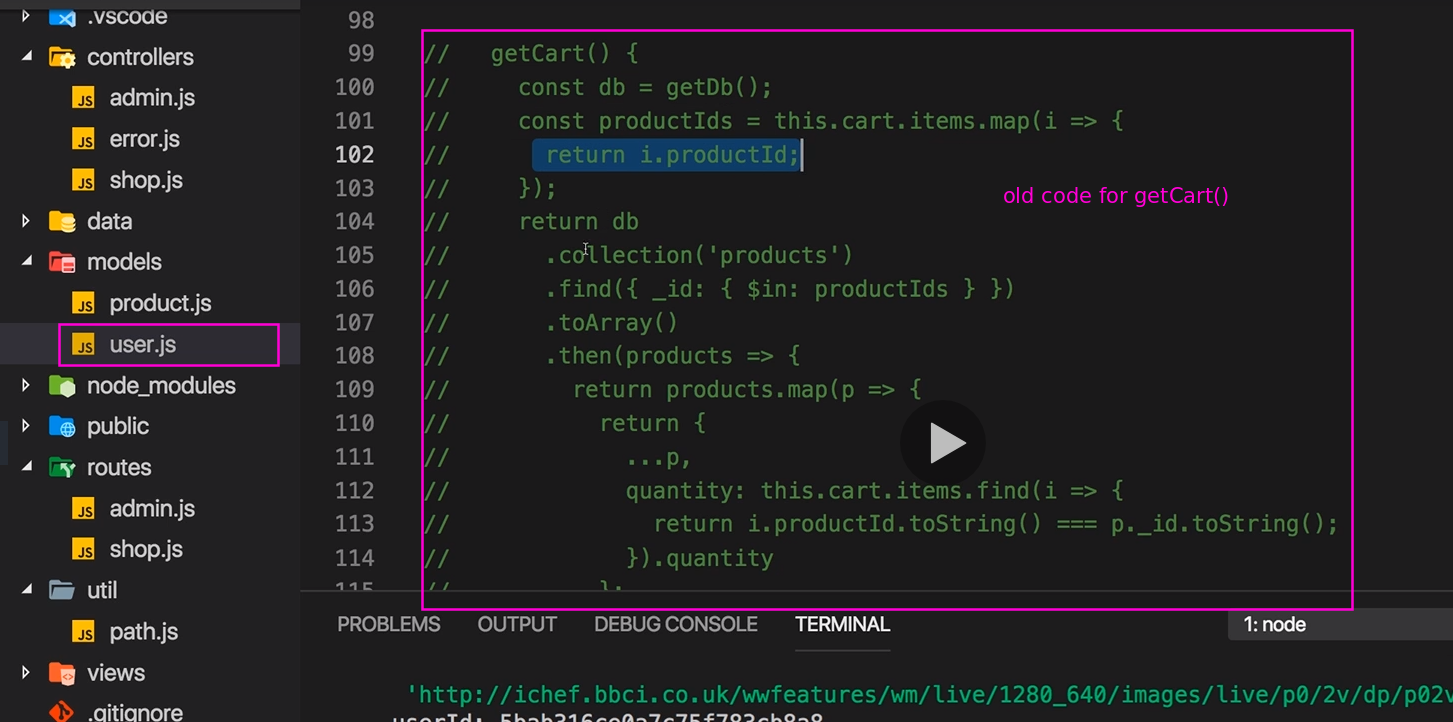 .vscode
controllers
admin.js
error.js
shop.js
data
models
product.js
user.js
node_modules
public
routes
admin.js
shop.js
util
path.js
views
.gitignore
98
99 // getCart() {
100 // const db = getDb();
101 // const productIds = this.cart.items.map(i => {
102 // return i.productId;
103 // });
old code for getCart()
104 // return db
105 // .collection('products')
106 // .find({ _id: { $in: productIds } })
107 // .toArray()
108 // .then(products => {
109 // return products.map(p => {
110 // return {
111 // ...p,
112 // quantity: this.cart.items.find(i => {
113 // return i.productId.toString() === p._id.toString();
114 // }).quantity
115 // };
PROBLEMS OUTPUT DEBUG CONSOLE TERMINAL 1: node
'http://ichef.bbci.co.uk/wwfeatures/wm/live/1280_640/images/live/p0/2v/dp/p02v
userId: